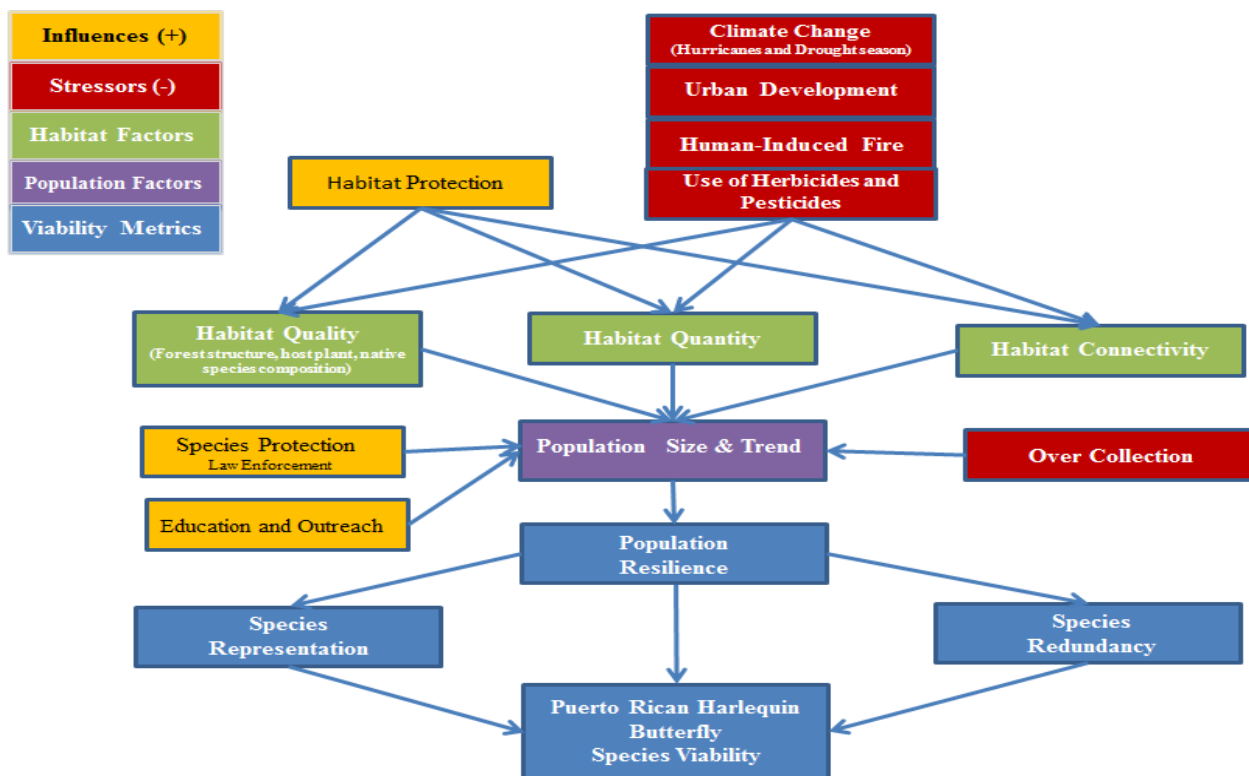 Influences (+)
Stressors (-)
Habitat Factors
Population Factors
Viability Metrics
Climate Change
(Hurricanes and Drought season)
Urban Development
Human-Induced Fire
Use of Herbicides and
Pesticides
Habitat Protection
Habitat Quality
(Forest structure, host plant, native
species composition)
Habitat Quantity
Habitat Connectivity
Species Protection
Law Enforcement
Population Size & Trend
Over Collection
Education and Outreach
Population
Resilience
Species
Representation
Species
Redundancy
Puerto Rican Harlequin
Butterfly
Species Viability